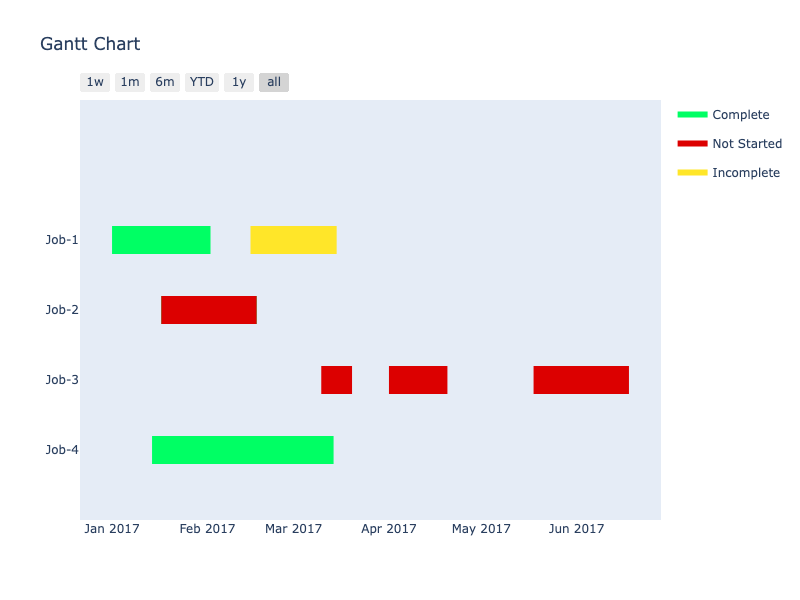 Gantt Chart
1w 1m 6m YTD 1y all
Complete
Not Started
Incomplete
Job-1
Job-2
Job-3
Job-4
Jan 2017 Feb 2017 Mar 2017 Apr 2017 May 2017 Jun 2017